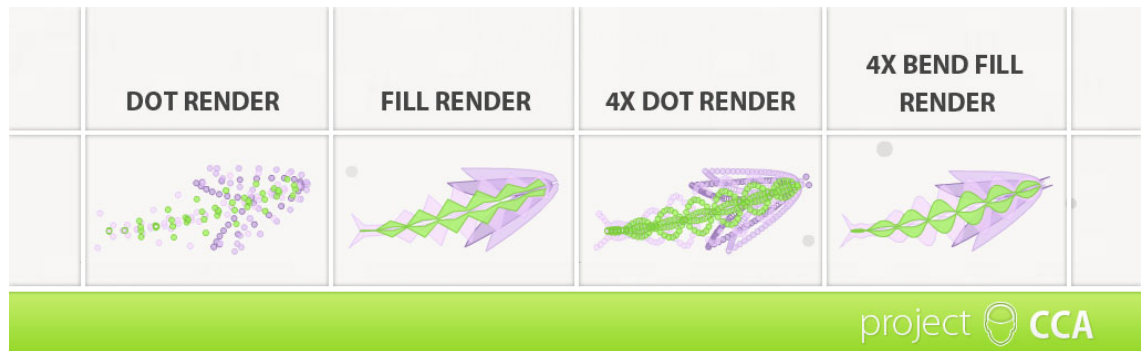 DOT RENDER
FILL RENDER
4X DOT RENDER
4X BEND FILL
RENDER
project CCA